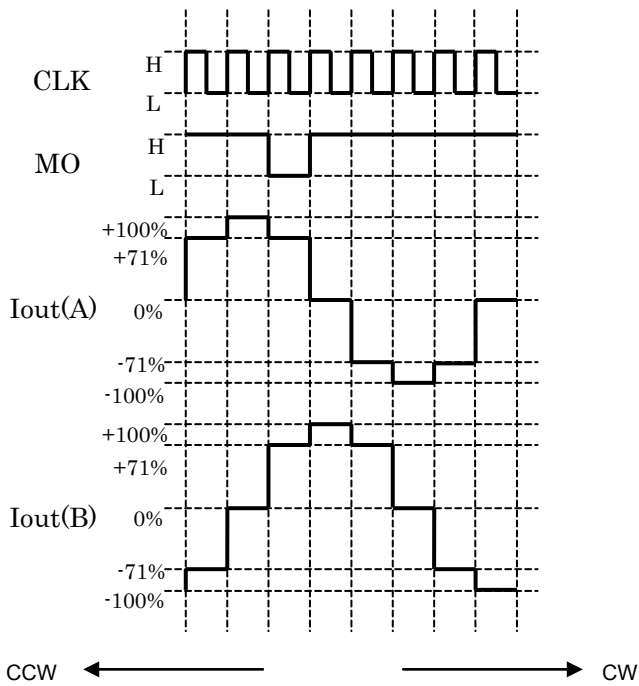 CLK
H
L
MO
H
L
Iout(A)
+100%
+71%
0%
-71%
-100%
Iout(B)
+100%
+71%
0%
-71%
-100%
CCW
CW